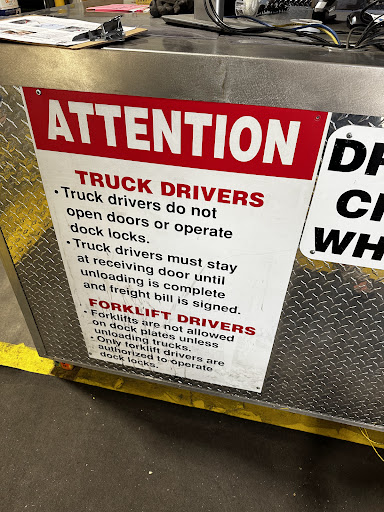 ATTENTION
TRUCK DRIVERS
• Truck drivers do not
open doors or operate
dock locks.
• Truck drivers must stay
at receiving door until
unloading is complete
and freight bill is signed.
FORKLIFT DRIVERS
• Forklifts are not allowed
on dock plates unless
unloading trucks.
• Only forklift drivers are
authorized to operate
dock locks.
WH